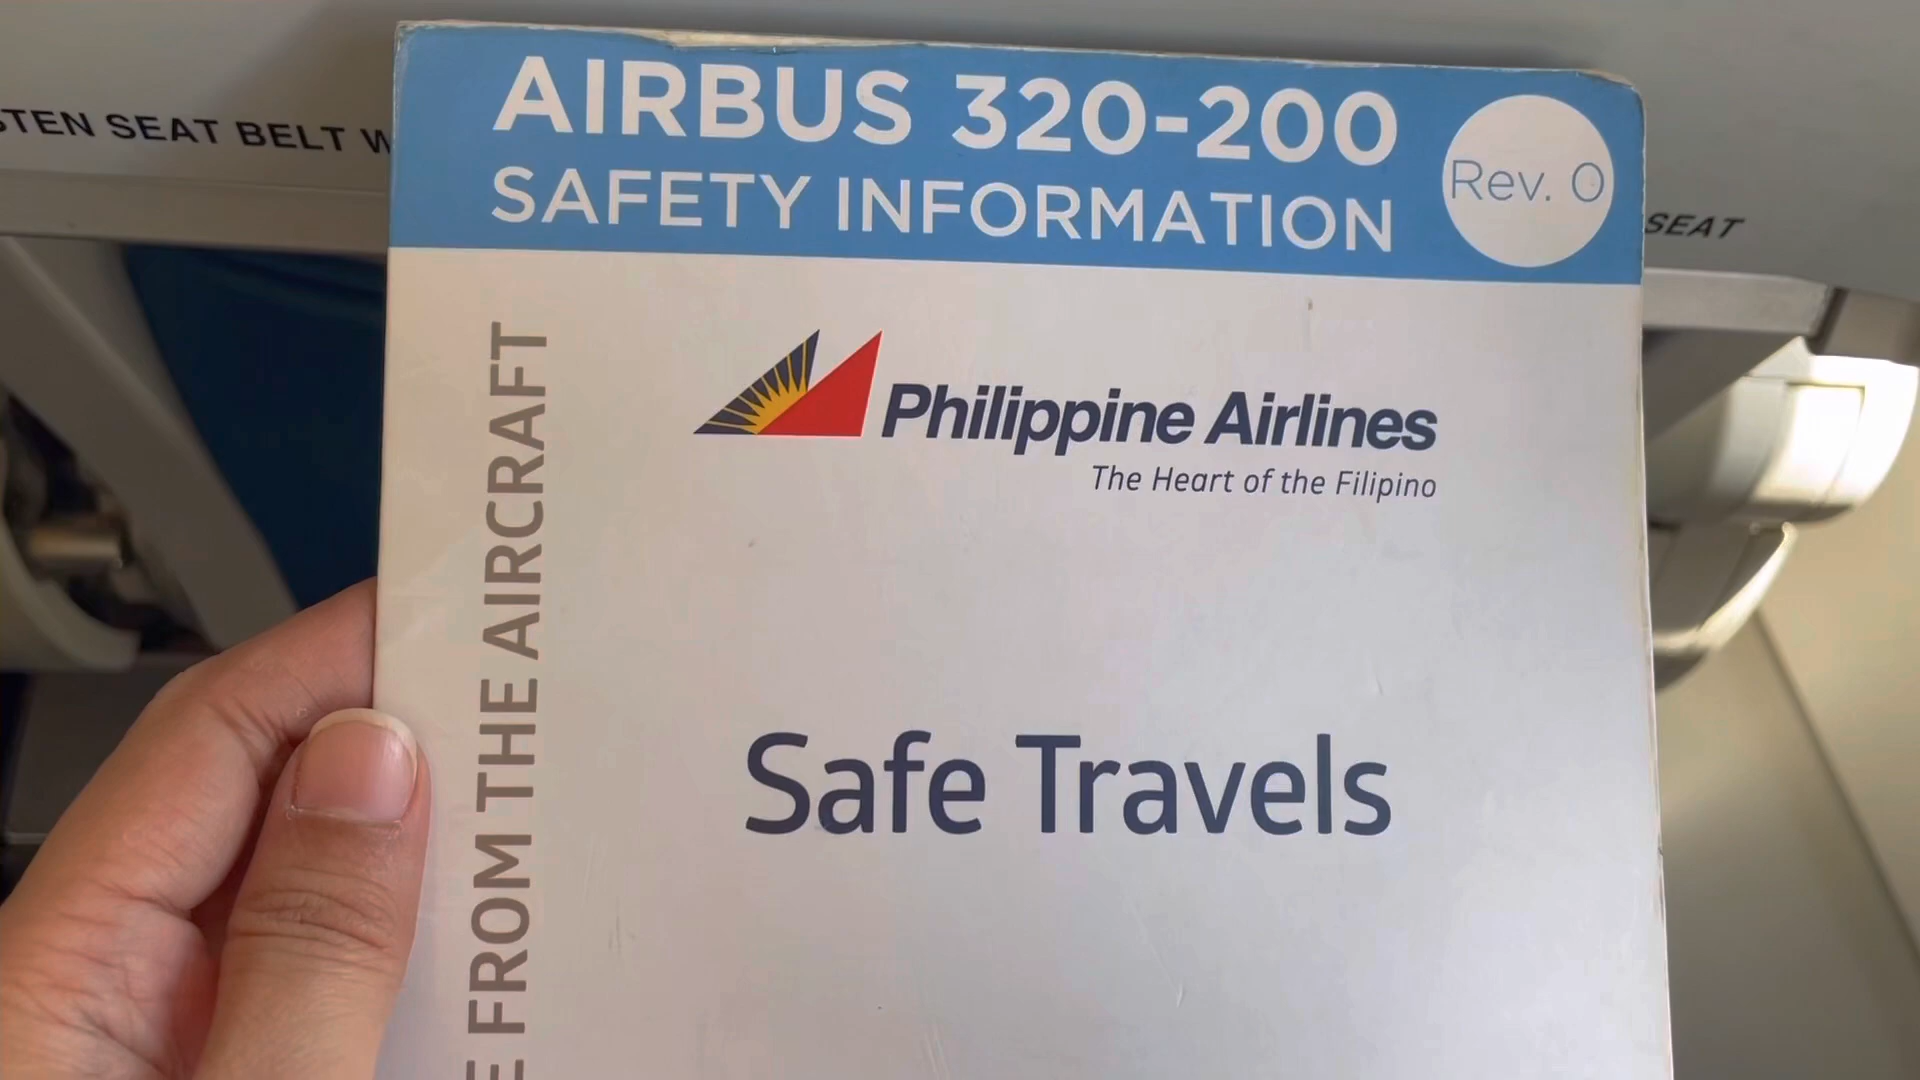 STEN SEAT BELT W
SEAT
AIRBUS 320-200
SAFETY INFORMATION
Rev. 0
Philippine Airlines
The Heart of the Filipino
Safe Travels
E FROM THE AIRCRAFT